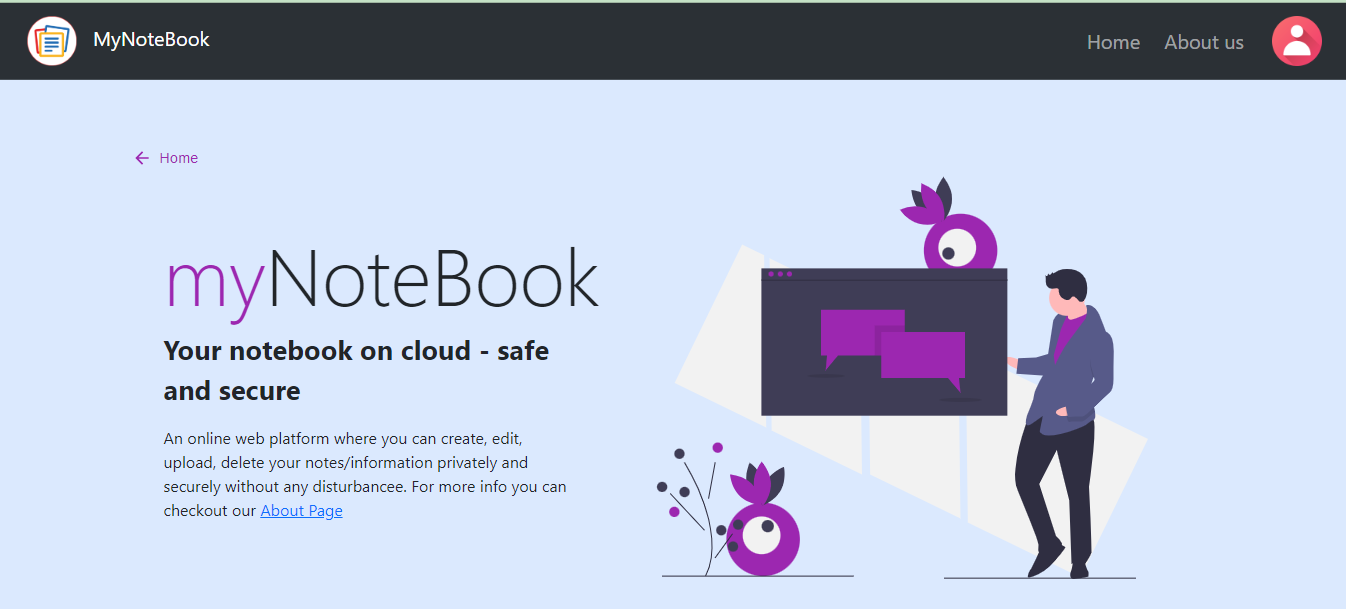 MyNoteBook
Home
About us
Home
myNoteBook
Your notebook on cloud - safe
and secure
An online web platform where you can create, edit,
upload, delete your notes/information privately and
securely without any disturbancee. For more info you can
checkout our About Page